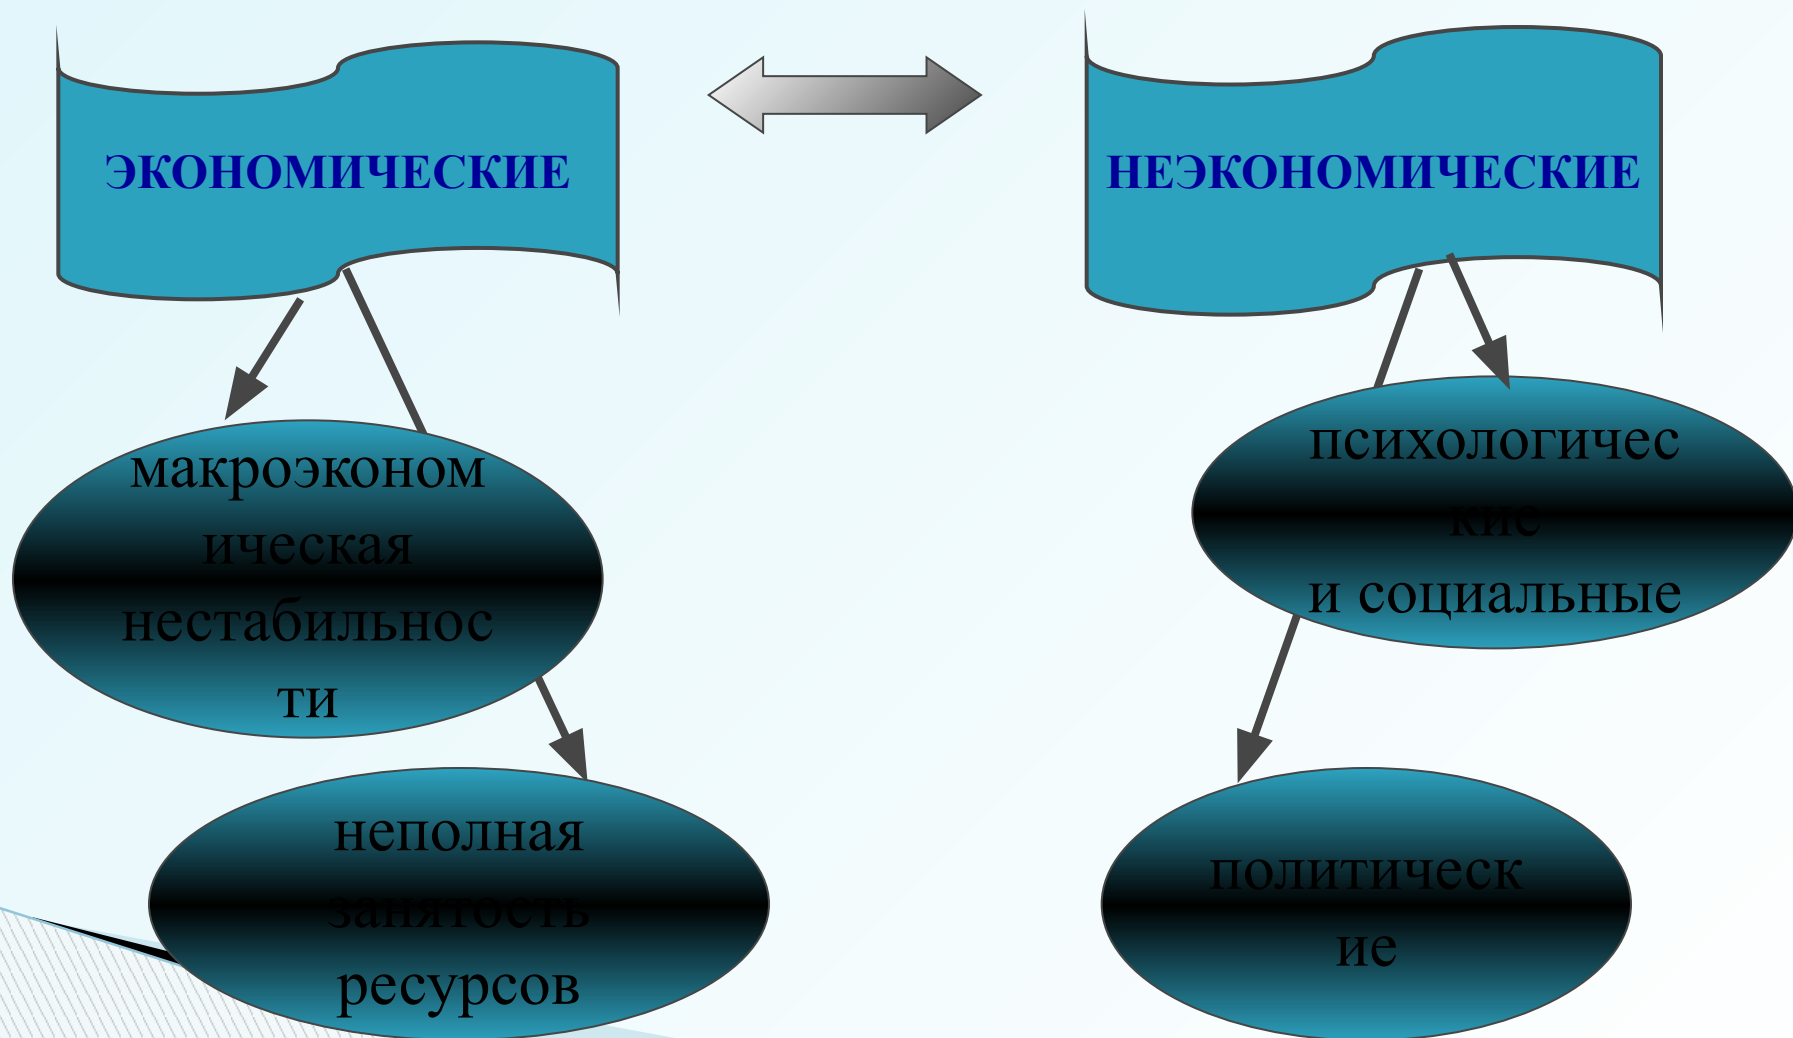 ЭКОНОМИЧЕСКИЕ
НЕЭКОНОМИЧЕСКИЕ
макроэконом
ическая
нестабильнос
ти
психологичес
кие
и социальные
неполная
занятость
ресурсов
политическ
ие